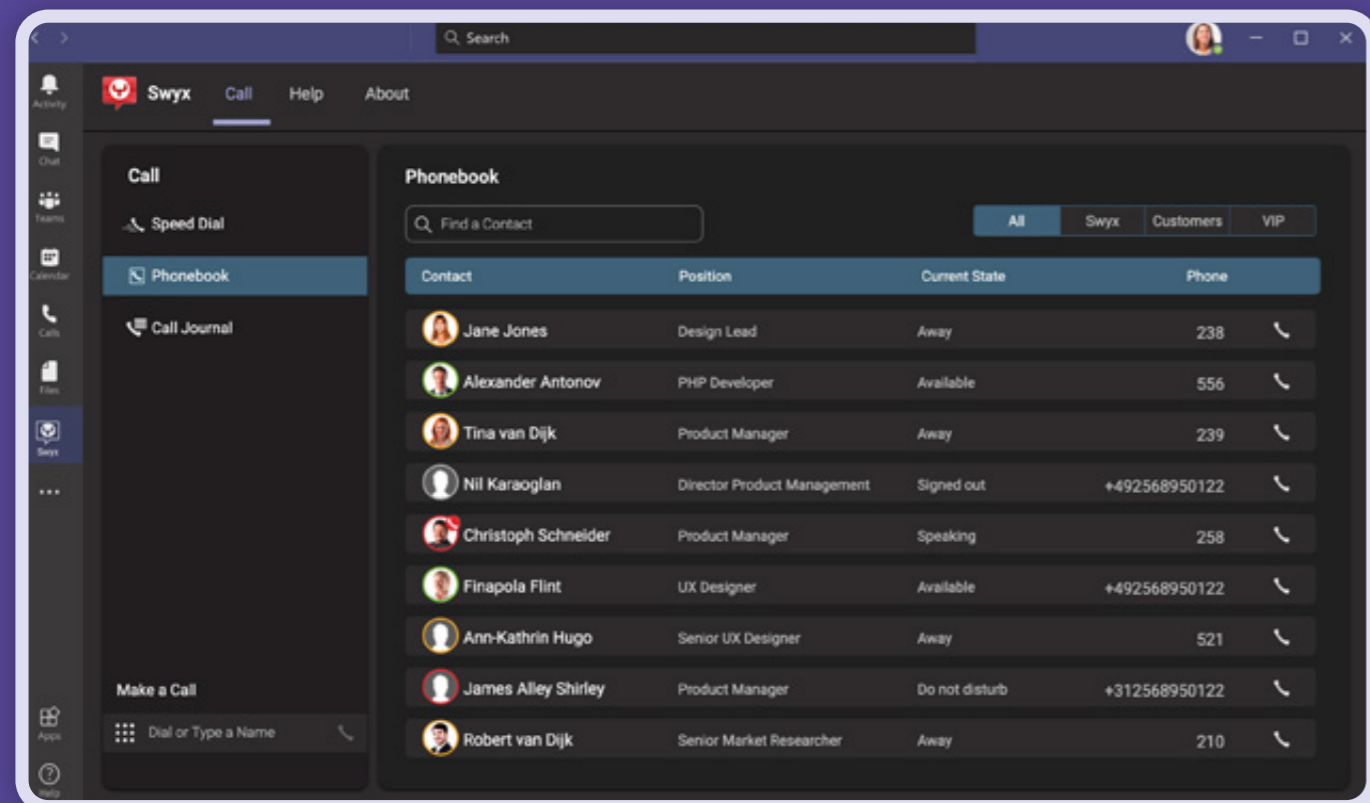 Search
Activity
Chat
Teams
Calendar
Calls
Files
Swyx
Apps
Help
Swyx Call Help About
Call
Speed Dial
Phonebook
Call Journal
Make a Call
Dial or Type a Name
Phonebook
Find a Contact
All Swyx Customers VIP
Contact Position Current State Phone
Jane Jones Design Lead Away 238
Alexander Antonov PHP Developer Available 556
Tina van Dijk Product Manager Away 239
Nil Karaoglan Director Product Management Signed out +492568950122
Christoph Schneider Product Manager Speaking 258
Finapola Flint UX Designer Available +492568950122
Ann-Kathrin Hugo Senior UX Designer Away 521
James Alley Shirley Product Manager Do not disturb +312568950122
Robert van Dijk Senior Market Researcher Away 210